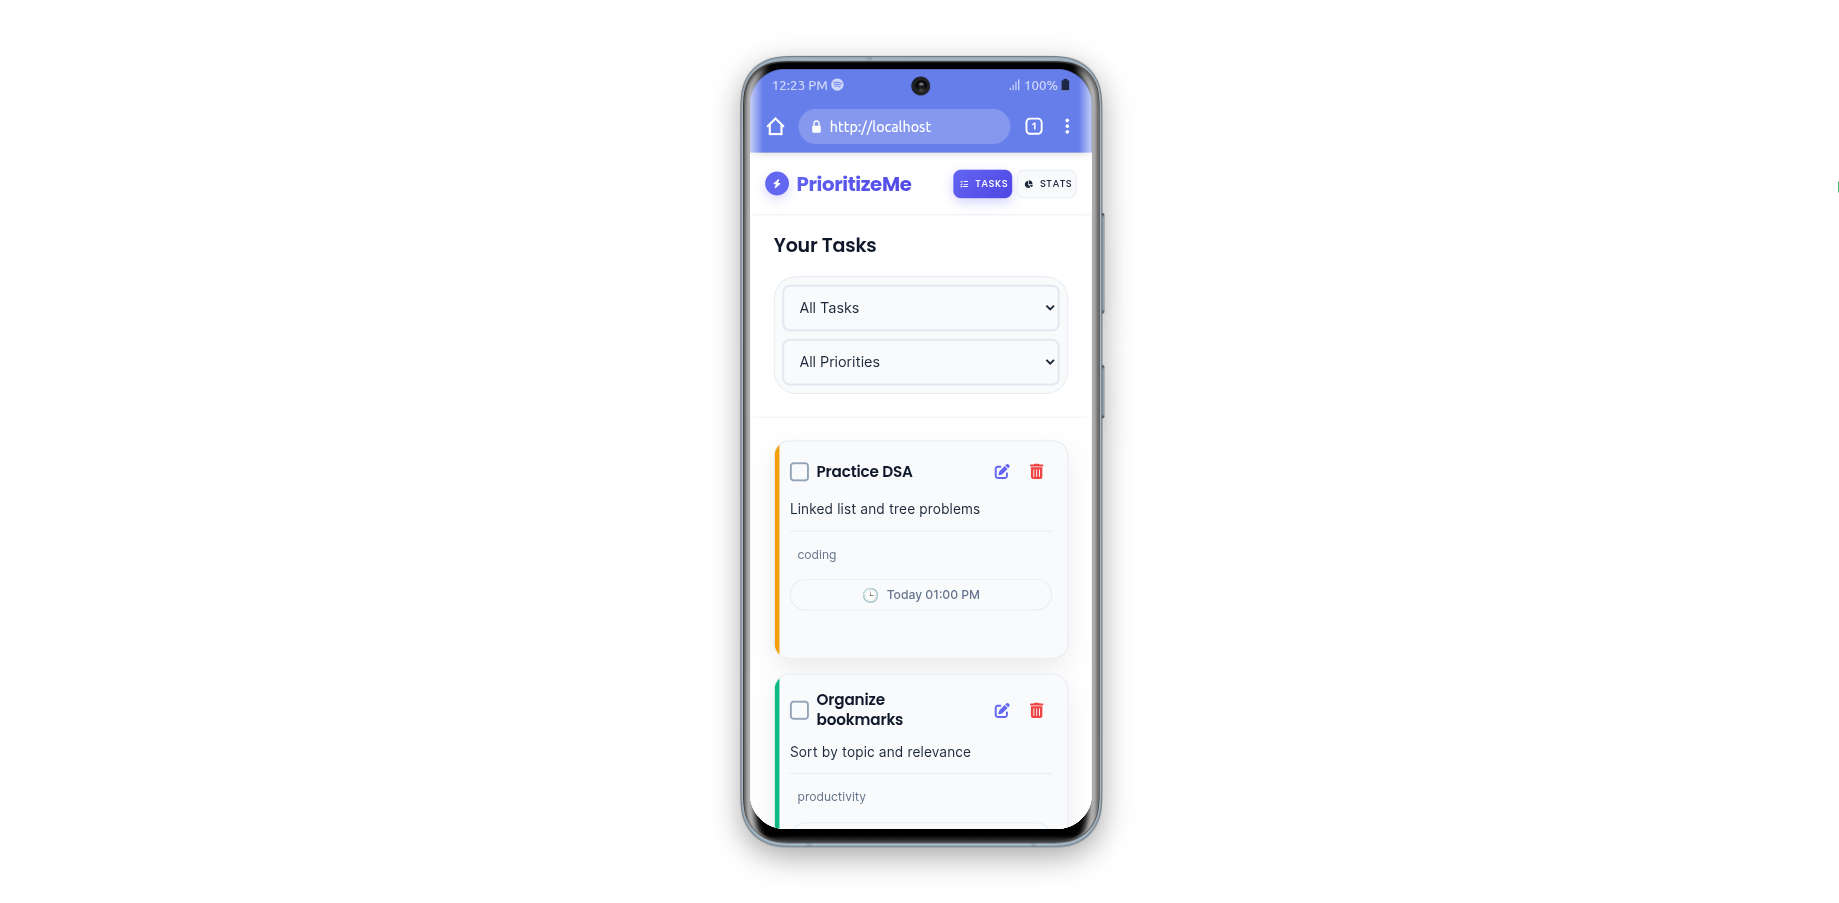 12:23 PM 100%
http://localhost 1
PrioritizeMe TASKS STATS
Your Tasks
All Tasks
All Priorities
Practice DSA
Linked list and tree problems
coding
Today 01:00 PM
Organize
bookmarks
Sort by topic and relevance
productivity